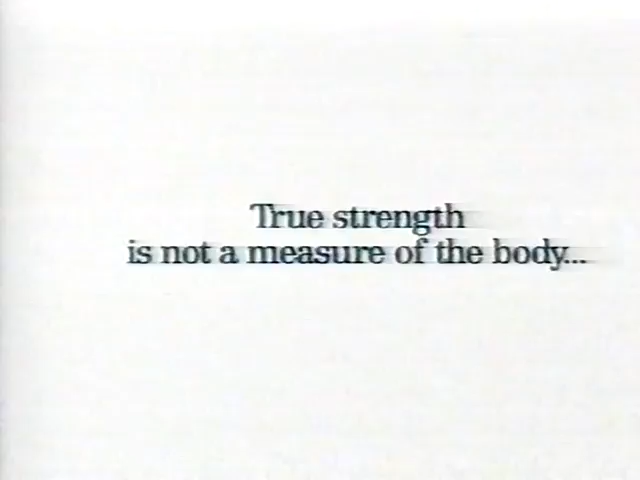 True strength
is not a measure of the body...